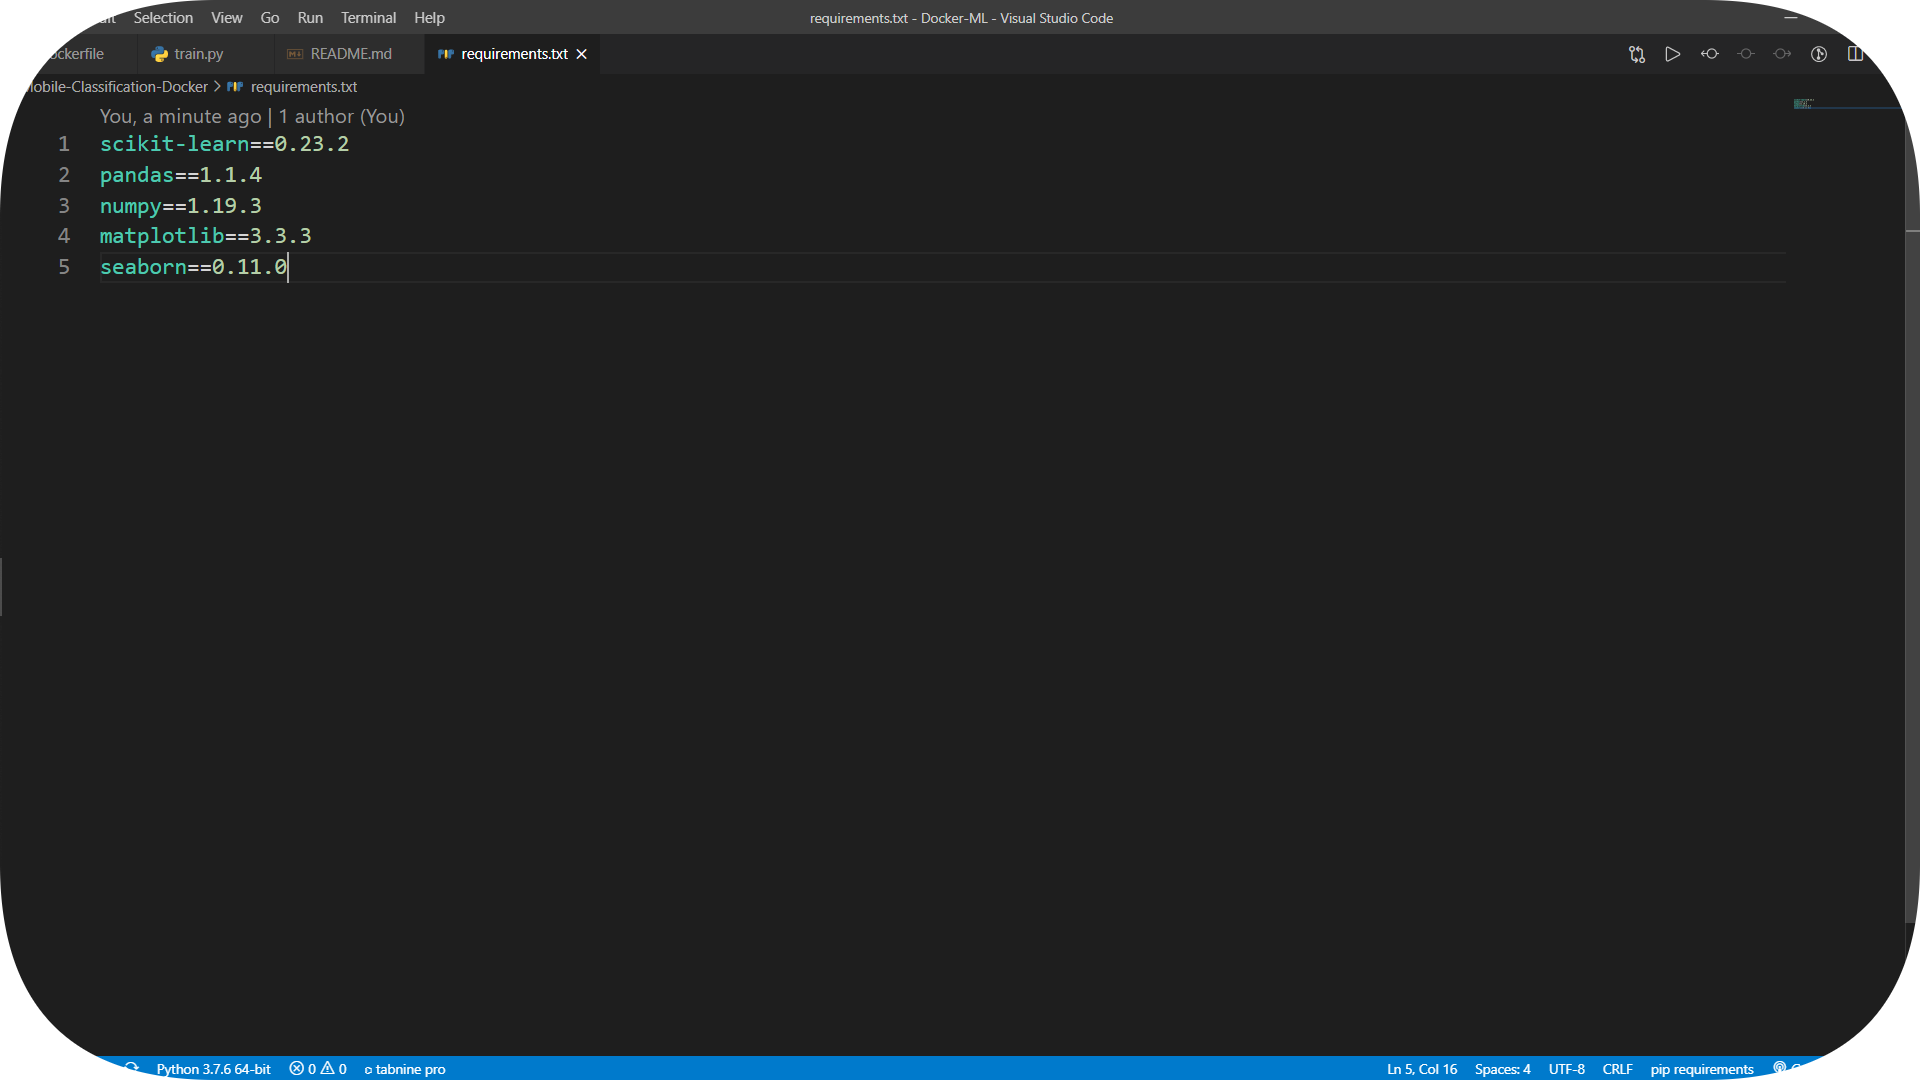 Selection View Go Run Terminal Help
requirements.txt - Docker-ML - Visual Studio Code
train.py README.md requirements.txt
obile-Classification-Docker > requirements.txt
You, a minute ago | 1 author (You)
1 scikit-learn==0.23.2
2 pandas==1.1.4
3 numpy==1.19.3
4 matplotlib==3.3.3
5 seaborn==0.11.0
Python 3.7.6 64-bit 0 0 tabnine pro
Ln 5, Col 16 Spaces: 4 UTF-8 CRLF pip requirements